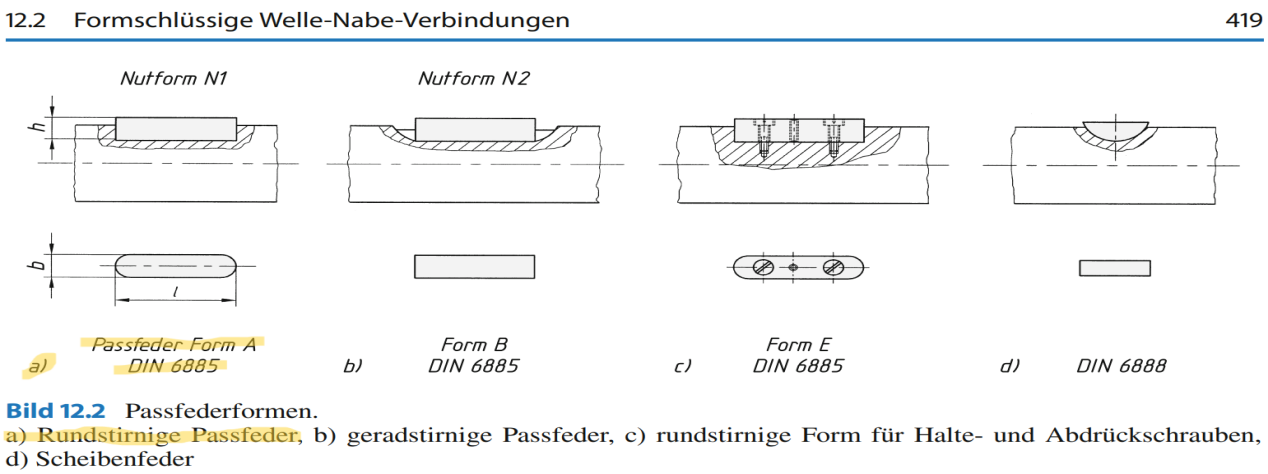 12.2 Formschlüssige Welle-Nabe-Verbindungen 419
Nutform N1 Nutform N2
h
b
l
Passfeder Form A Form B Form E
a) DIN 6885 b) DIN 6885 c) DIN 6885 d) DIN 6888
Bild 12.2 Passfederformen.
a) Rundstirnige Passfeder, b) geradstirnige Passfeder, c) rundstirnige Form für Halte- und Abdrückschrauben,
d) Scheibenfeder